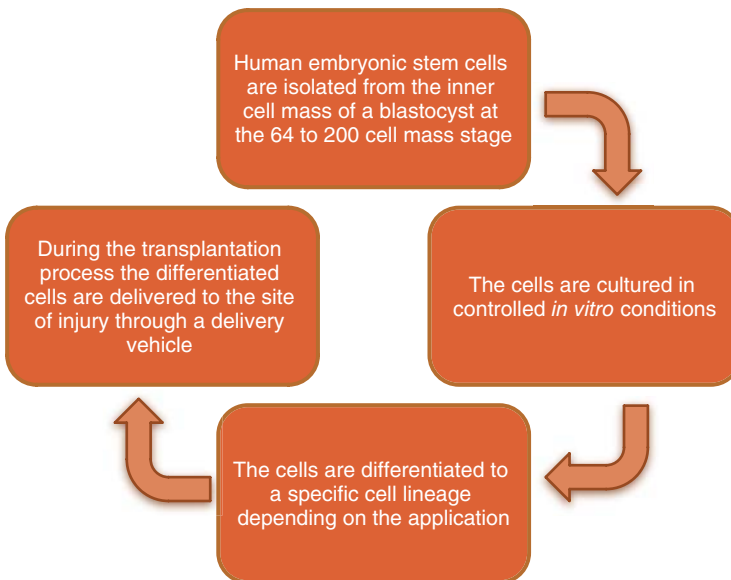 Human embryonic stem cells
are isolated from the inner
cell mass of a blastocyst at
the 64 to 200 cell mass stage
The cells are cultured in
controlled in vitro conditions
The cells are differentiated to
a specific cell lineage
depending on the application
During the transplantation
process the differentiated
cells are delivered to the site
of injury through a delivery
vehicle